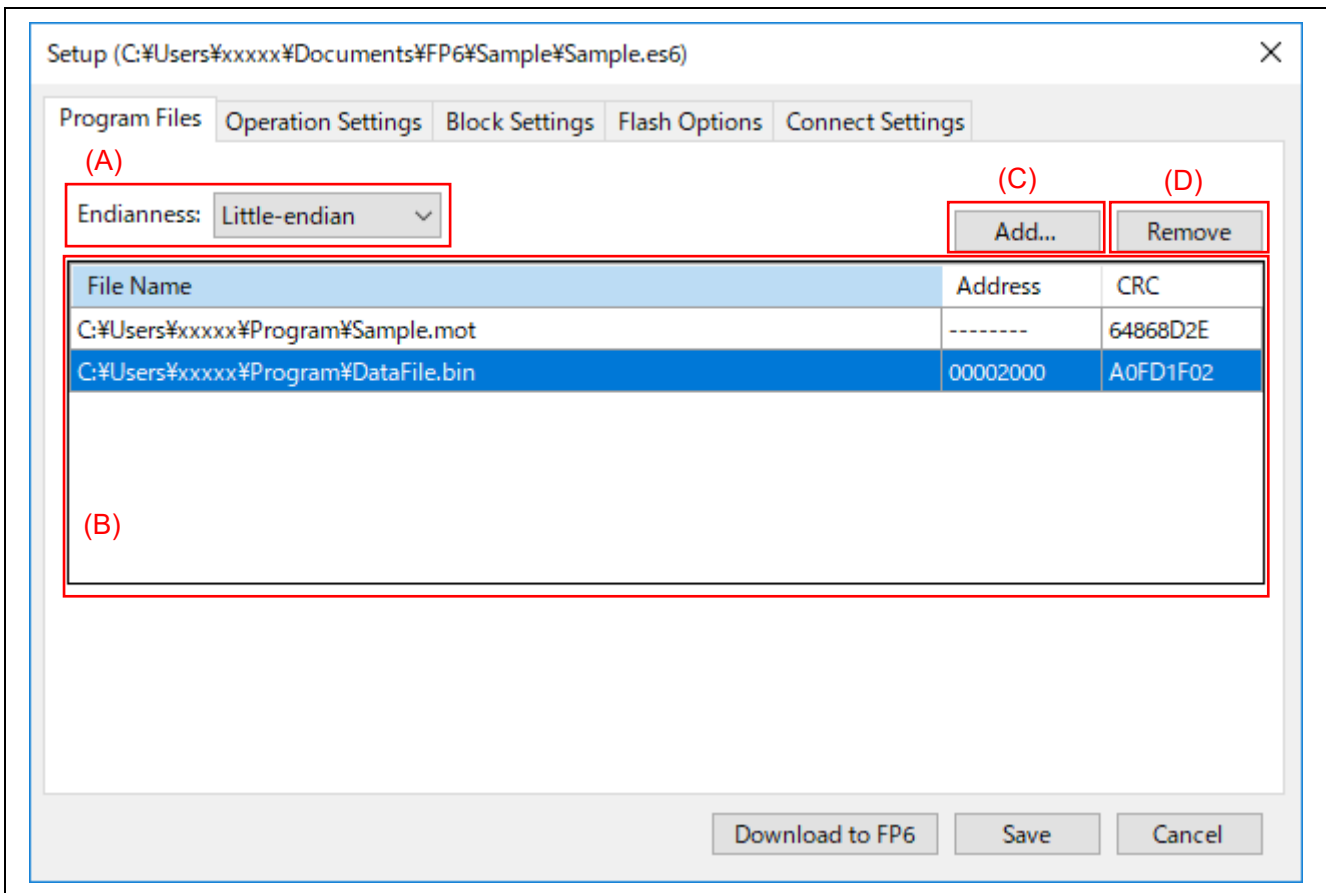 Setup (C:¥Users¥xxxxx¥Documents¥FP6¥Sample¥Sample.es6)
Program Files Operation Settings Block Settings Flash Options Connect Settings
(A)
(C) (D)
Endianness: Little-endian
Add... Remove
File Name Address CRC
C:¥Users¥xxxxx¥Program¥Sample.mot -------- 64868D2E
C:¥Users¥xxxxx¥Program¥DataFile.bin 00002000 A0FD1F02
(B)
Download to FP6 Save Cancel